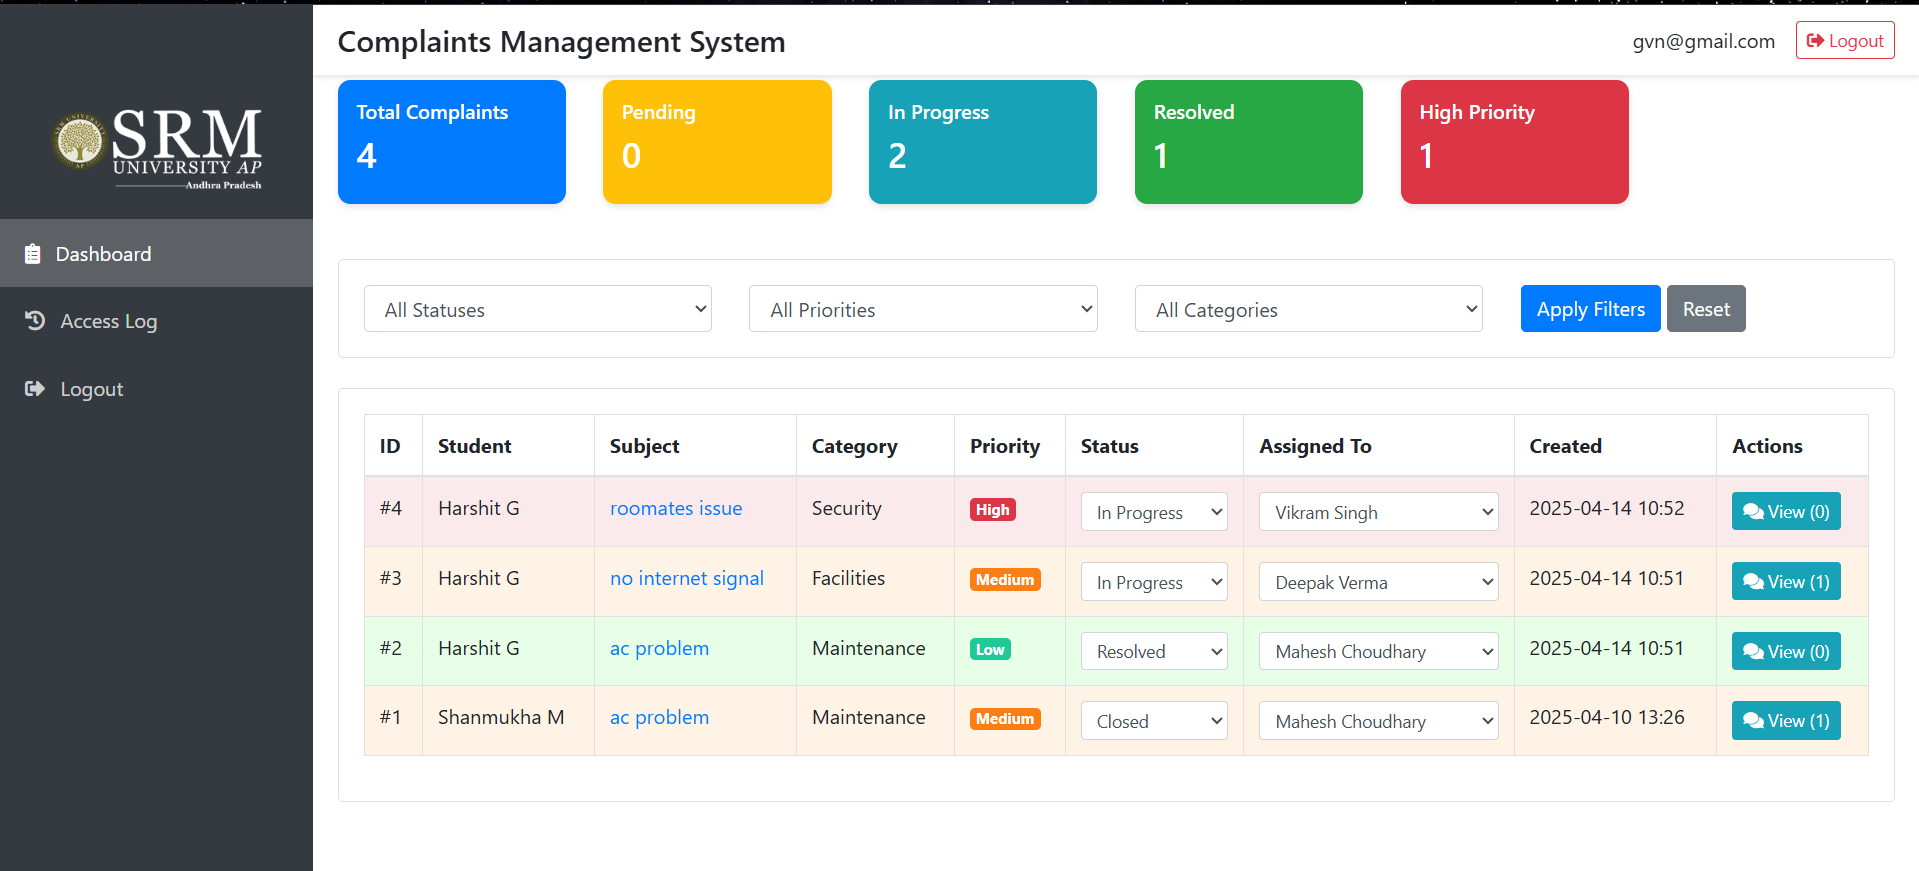 SRM
UNIVERSITY AP
Andhra Pradesh
Dashboard
Access Log
Logout
Complaints Management System
gvn@gmail.com
Logout
Total Complaints
4
Pending
0
In Progress
2
Resolved
1
High Priority
1
All Statuses
All Priorities
All Categories
Apply Filters
Reset
ID Student Subject Category Priority Status Assigned To Created Actions
#4 Harshit G roomates issue Security High In Progress Vikram Singh 2025-04-14 10:52 View (0)
#3 Harshit G no internet signal Facilities Medium In Progress Deepak Verma 2025-04-14 10:51 View (1)
#2 Harshit G ac problem Maintenance Low Resolved Mahesh Choudhary 2025-04-14 10:51 View (0)
#1 Shanmukha M ac problem Maintenance Medium Closed Mahesh Choudhary 2025-04-10 13:26 View (1)